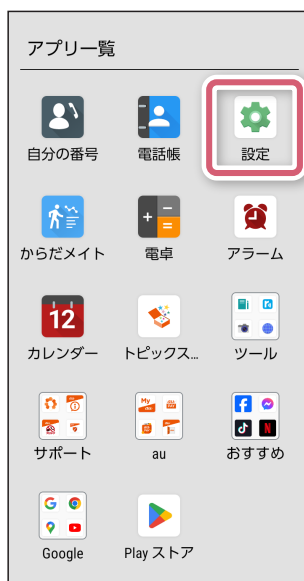 アプリ一覧
自分の番号 電話帳 設定
からだメイト 電卓 アラーム
12
カレンダー トピックス… ツール
サポート au おすすめ
Google Play ストア